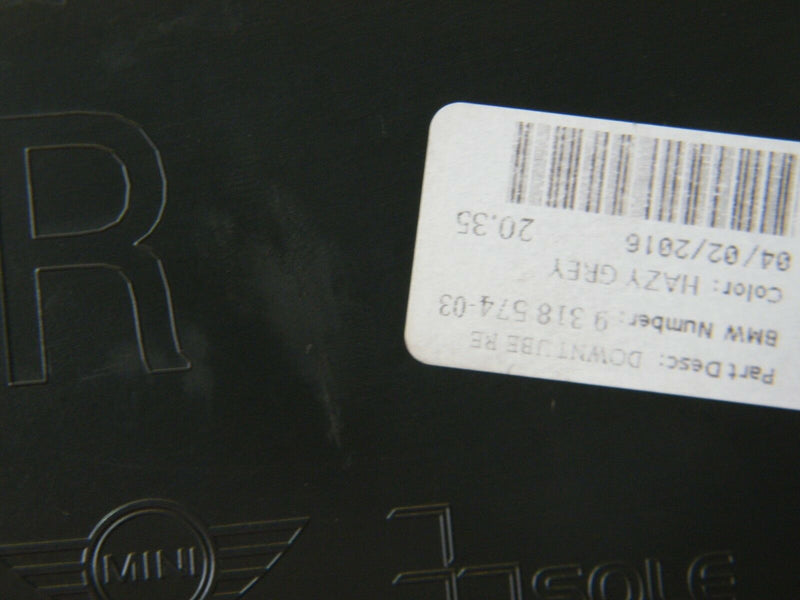 R
Part Desc: DOWNTUBE RE
BMW Number: 9 318 574-03
Color: HAZY GREY
04/02/2016 20.35
MINI
SOLE